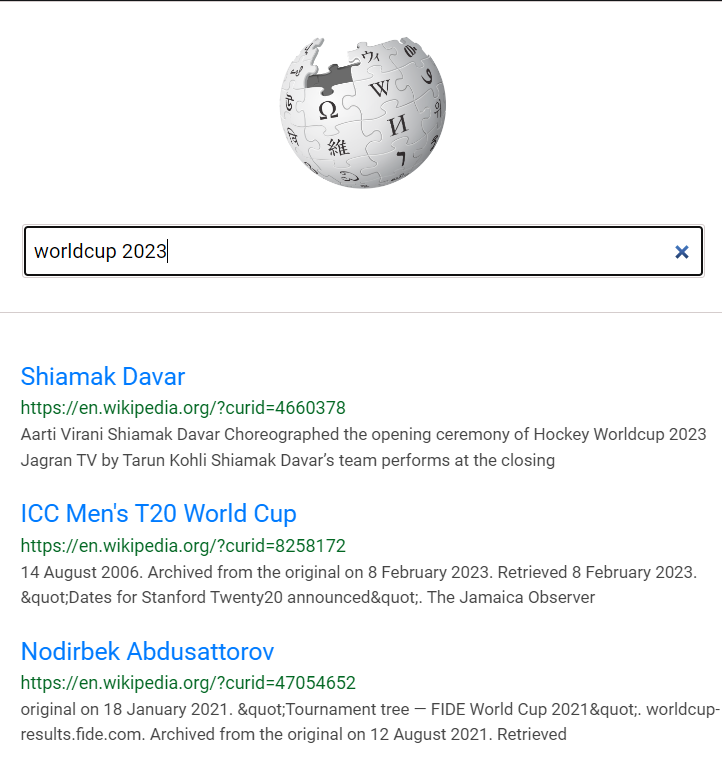 ウィ
Ω
W
И
維
worldcup 2023
Shiamak Davar
https://en.wikipedia.org/?curid=4660378
Aarti Virani Shiamak Davar Choreographed the opening ceremony of Hockey Worldcup 2023
Jagran TV by Tarun Kohli Shiamak Davar’s team performs at the closing
ICC Men's T20 World Cup
https://en.wikipedia.org/?curid=8258172
14 August 2006. Archived from the original on 8 February 2023. Retrieved 8 February 2023.
&quot;Dates for Stanford Twenty20 announced&quot;. The Jamaica Observer
Nodirbek Abdusattorov
https://en.wikipedia.org/?curid=47054652
original on 18 January 2021. &quot;Tournament tree — FIDE World Cup 2021&quot;. worldcup-
results.fide.com. Archived from the original on 12 August 2021. Retrieved